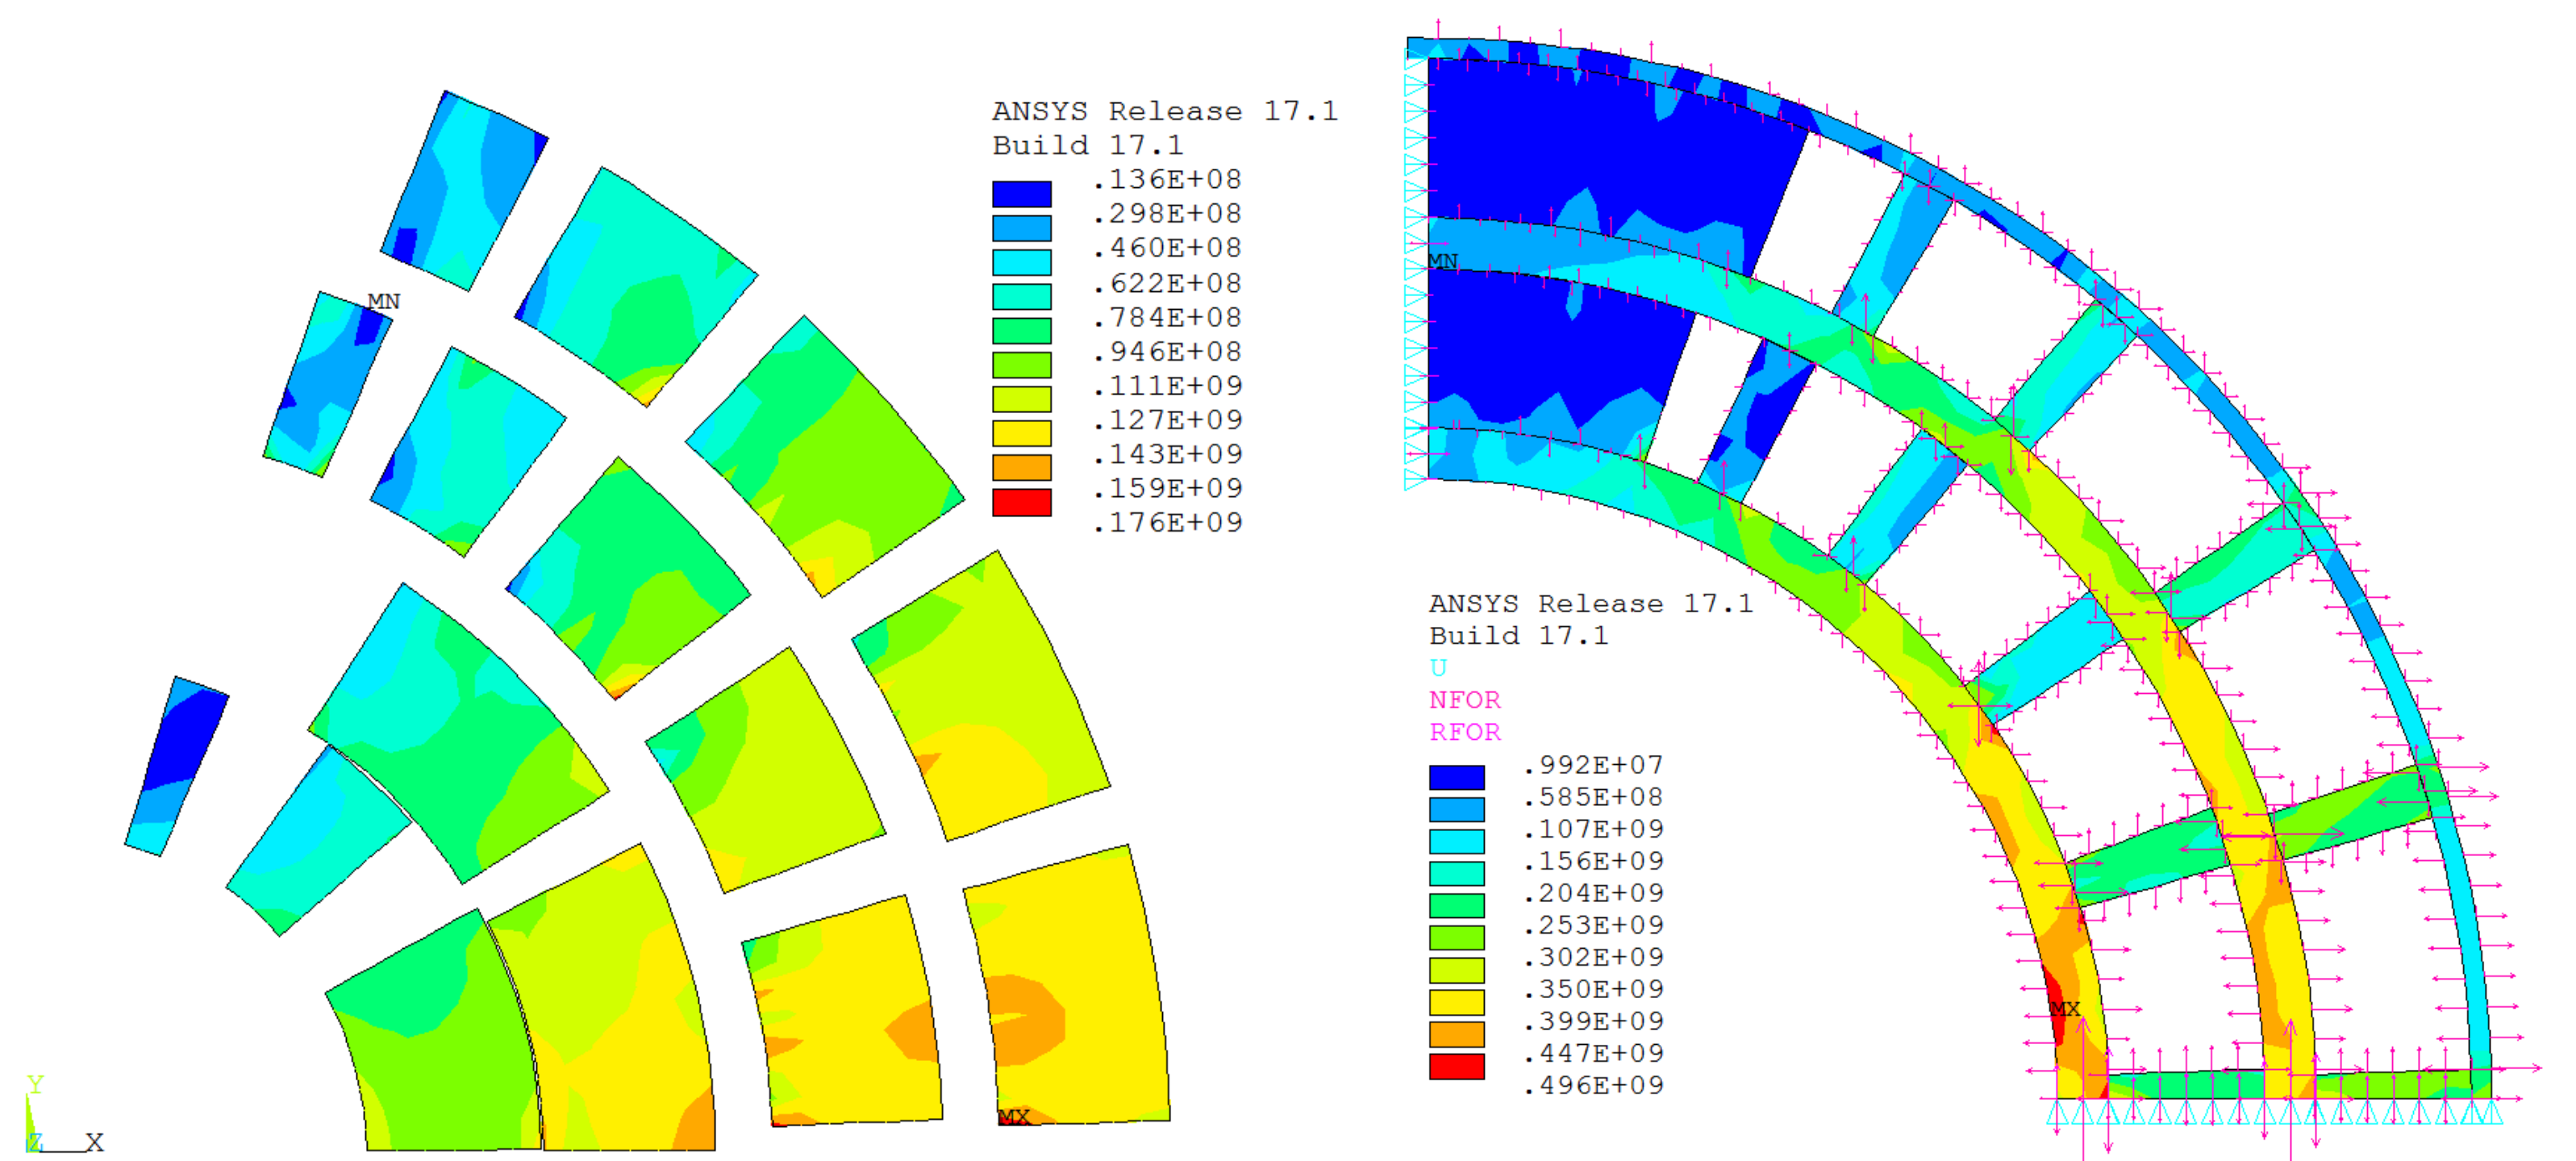 ANSYS Release 17.1
Build 17.1
.136E+08
.298E+08
.460E+08
.622E+08
.784E+08
.946E+08
.111E+09
.127E+09
.143E+09
.159E+09
.176E+09
MN
MX
Y
Z
X
MN
ANSYS Release 17.1
Build 17.1
U
NFOR
RFOR
.992E+07
.585E+08
.107E+09
.156E+09
.204E+09
.253E+09
.302E+09
.350E+09
.399E+09
.447E+09
.496E+09
MX